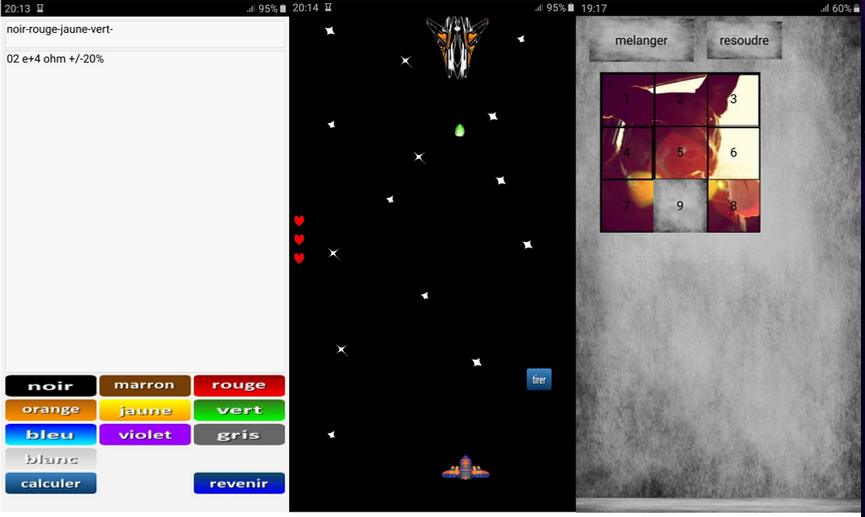 20:13 95%
noir-rouge-jaune-vert-
02 e+4 ohm +/-20%
noir marron rouge
orange jaune vert
bleu violet gris
blanc
calculer revenir
20:14 95%
tirer
19:17 60%
melanger resoudre
1 2 3
4 5 6
7 9 8